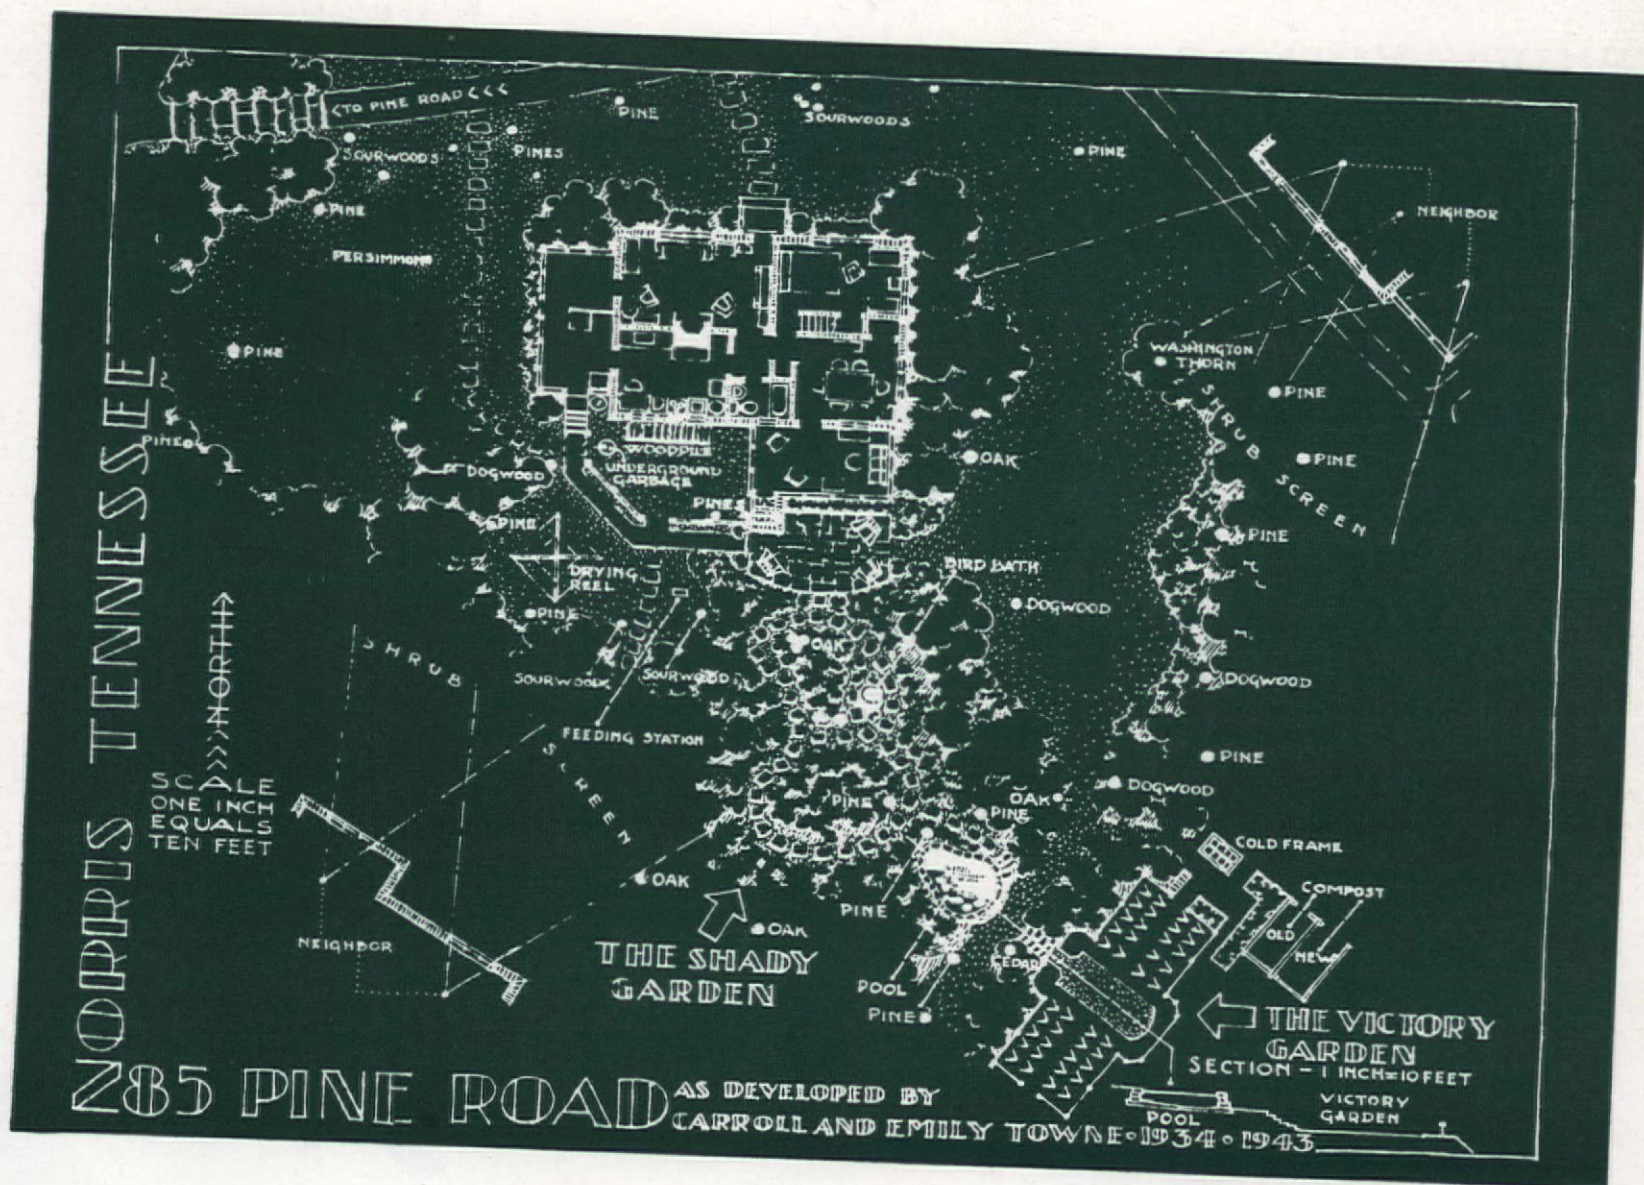 TO PINE ROAD
PINE
SOURWOODS
SOURWOODS
PINES
PINE
PINE
NEIGHBOR
PERSIMMON
PINE
WASHINGTON
THORN
PINE
SHRUB SCREEN
PINE
DOGWOOD
WOODPILE
UNDERGROUND
GARBAGE
OAK
PINE
PINES
PINE
PINE
DRYING
REEL
BIRD BATH
PINE
DOGWOOD
OAK
SHRUB SCREEN
SOURWOOD
SOURWOOD
DOGWOOD
FEEDING STATION
PINE
NORTH
SCALE
ONE INCH
EQUALS
TEN FEET
PINE
OAK
PINE
DOGWOOD
COLD FRAME
OAK
PINE
COMPOST
OLD
NEW
NEIGHBOR
OAK
THE SHADY
GARDEN
POOL
CEDAR
PINE
THE VICTORY
GARDEN
SECTION - 1 INCH=10 FEET
POOL
VICTORY
GARDEN
NORRIS TENNESSEE
285 PINE ROAD
AS DEVELOPED BY
CARROLL AND EMILY TOWNE•1934•1943